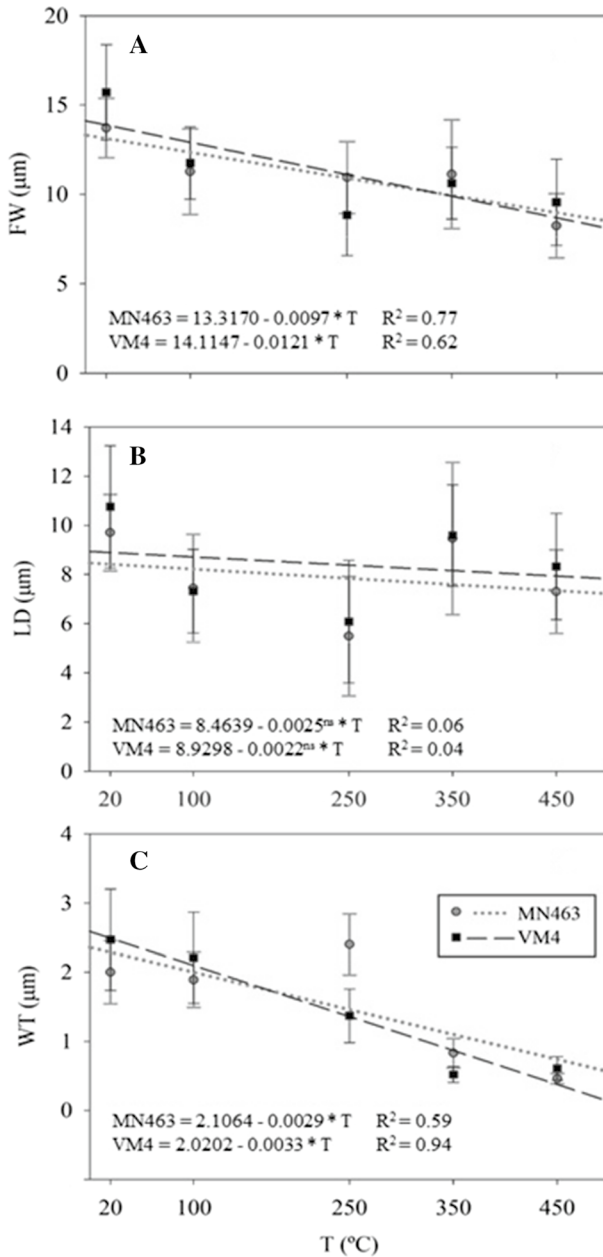 20
A
15
FW (μm)
10
5
MN463 = 13.3170 - 0.0097 * T R² = 0.77
VM4 = 14.1147 - 0.0121 * T R² = 0.62
0
14
B
12
10
8
LD (μm)
6
4
MN463 = 8.4639 - 0.0025ⁿˢ * T R² = 0.06
2
VM4 = 8.9298 - 0.0022ⁿˢ * T R² = 0.04
0
20 100 250 350 450
4
C
3
MN463
VM4
2
WT (μm)
1
0
MN463 = 2.1064 - 0.0029 * T R² = 0.59
VM4 = 2.0202 - 0.0033 * T R² = 0.94
20 100 250 350 450
T (ºC)